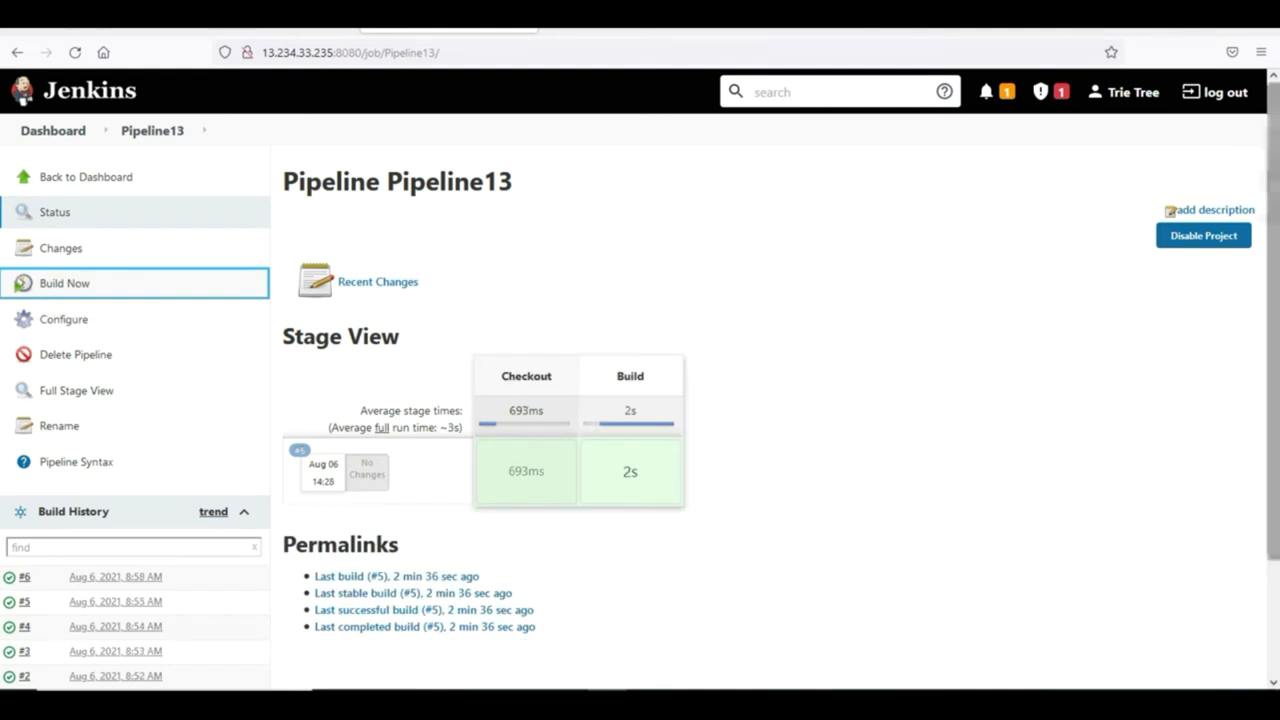 13.234.33.235:8080/job/Pipeline13/
Jenkins
search
1
1
Trie Tree
log out
Dashboard
Pipeline13
Back to Dashboard
Status
Changes
Build Now
Configure
Delete Pipeline
Full Stage View
Rename
Pipeline Syntax
Build History
trend
find
x
#6 Aug 6, 2021, 8:58 AM
#5 Aug 6, 2021, 8:55 AM
#4 Aug 6, 2021, 8:54 AM
#3 Aug 6, 2021, 8:53 AM
#2 Aug 6, 2021, 8:52 AM
Pipeline Pipeline13
add description
Disable Project
Recent Changes
Stage View
Checkout Build
Average stage times: 693ms 2s
(Average full run time: ~3s)
#5
Aug 06
14:28
No
Changes
693ms 2s
Permalinks
Last build (#5), 2 min 36 sec ago
Last stable build (#5), 2 min 36 sec ago
Last successful build (#5), 2 min 36 sec ago
Last completed build (#5), 2 min 36 sec ago